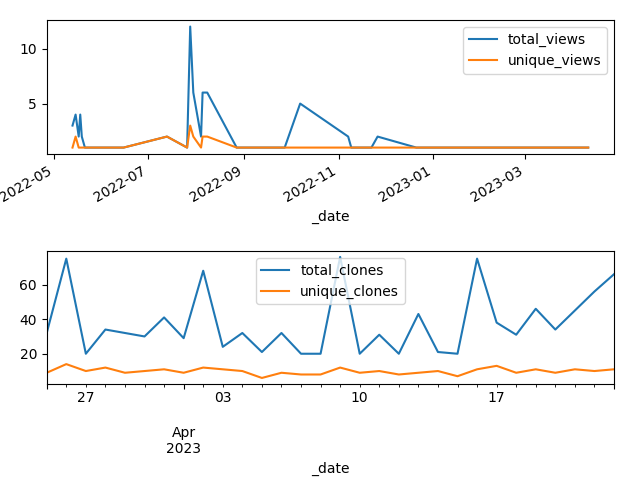 10
5
total_views
unique_views
2022-05
2022-07
2022-09
2022-11
2023-01
2023-03
_date
60
40
20
total_clones
unique_clones
27
03
10
17
Apr
2023
_date